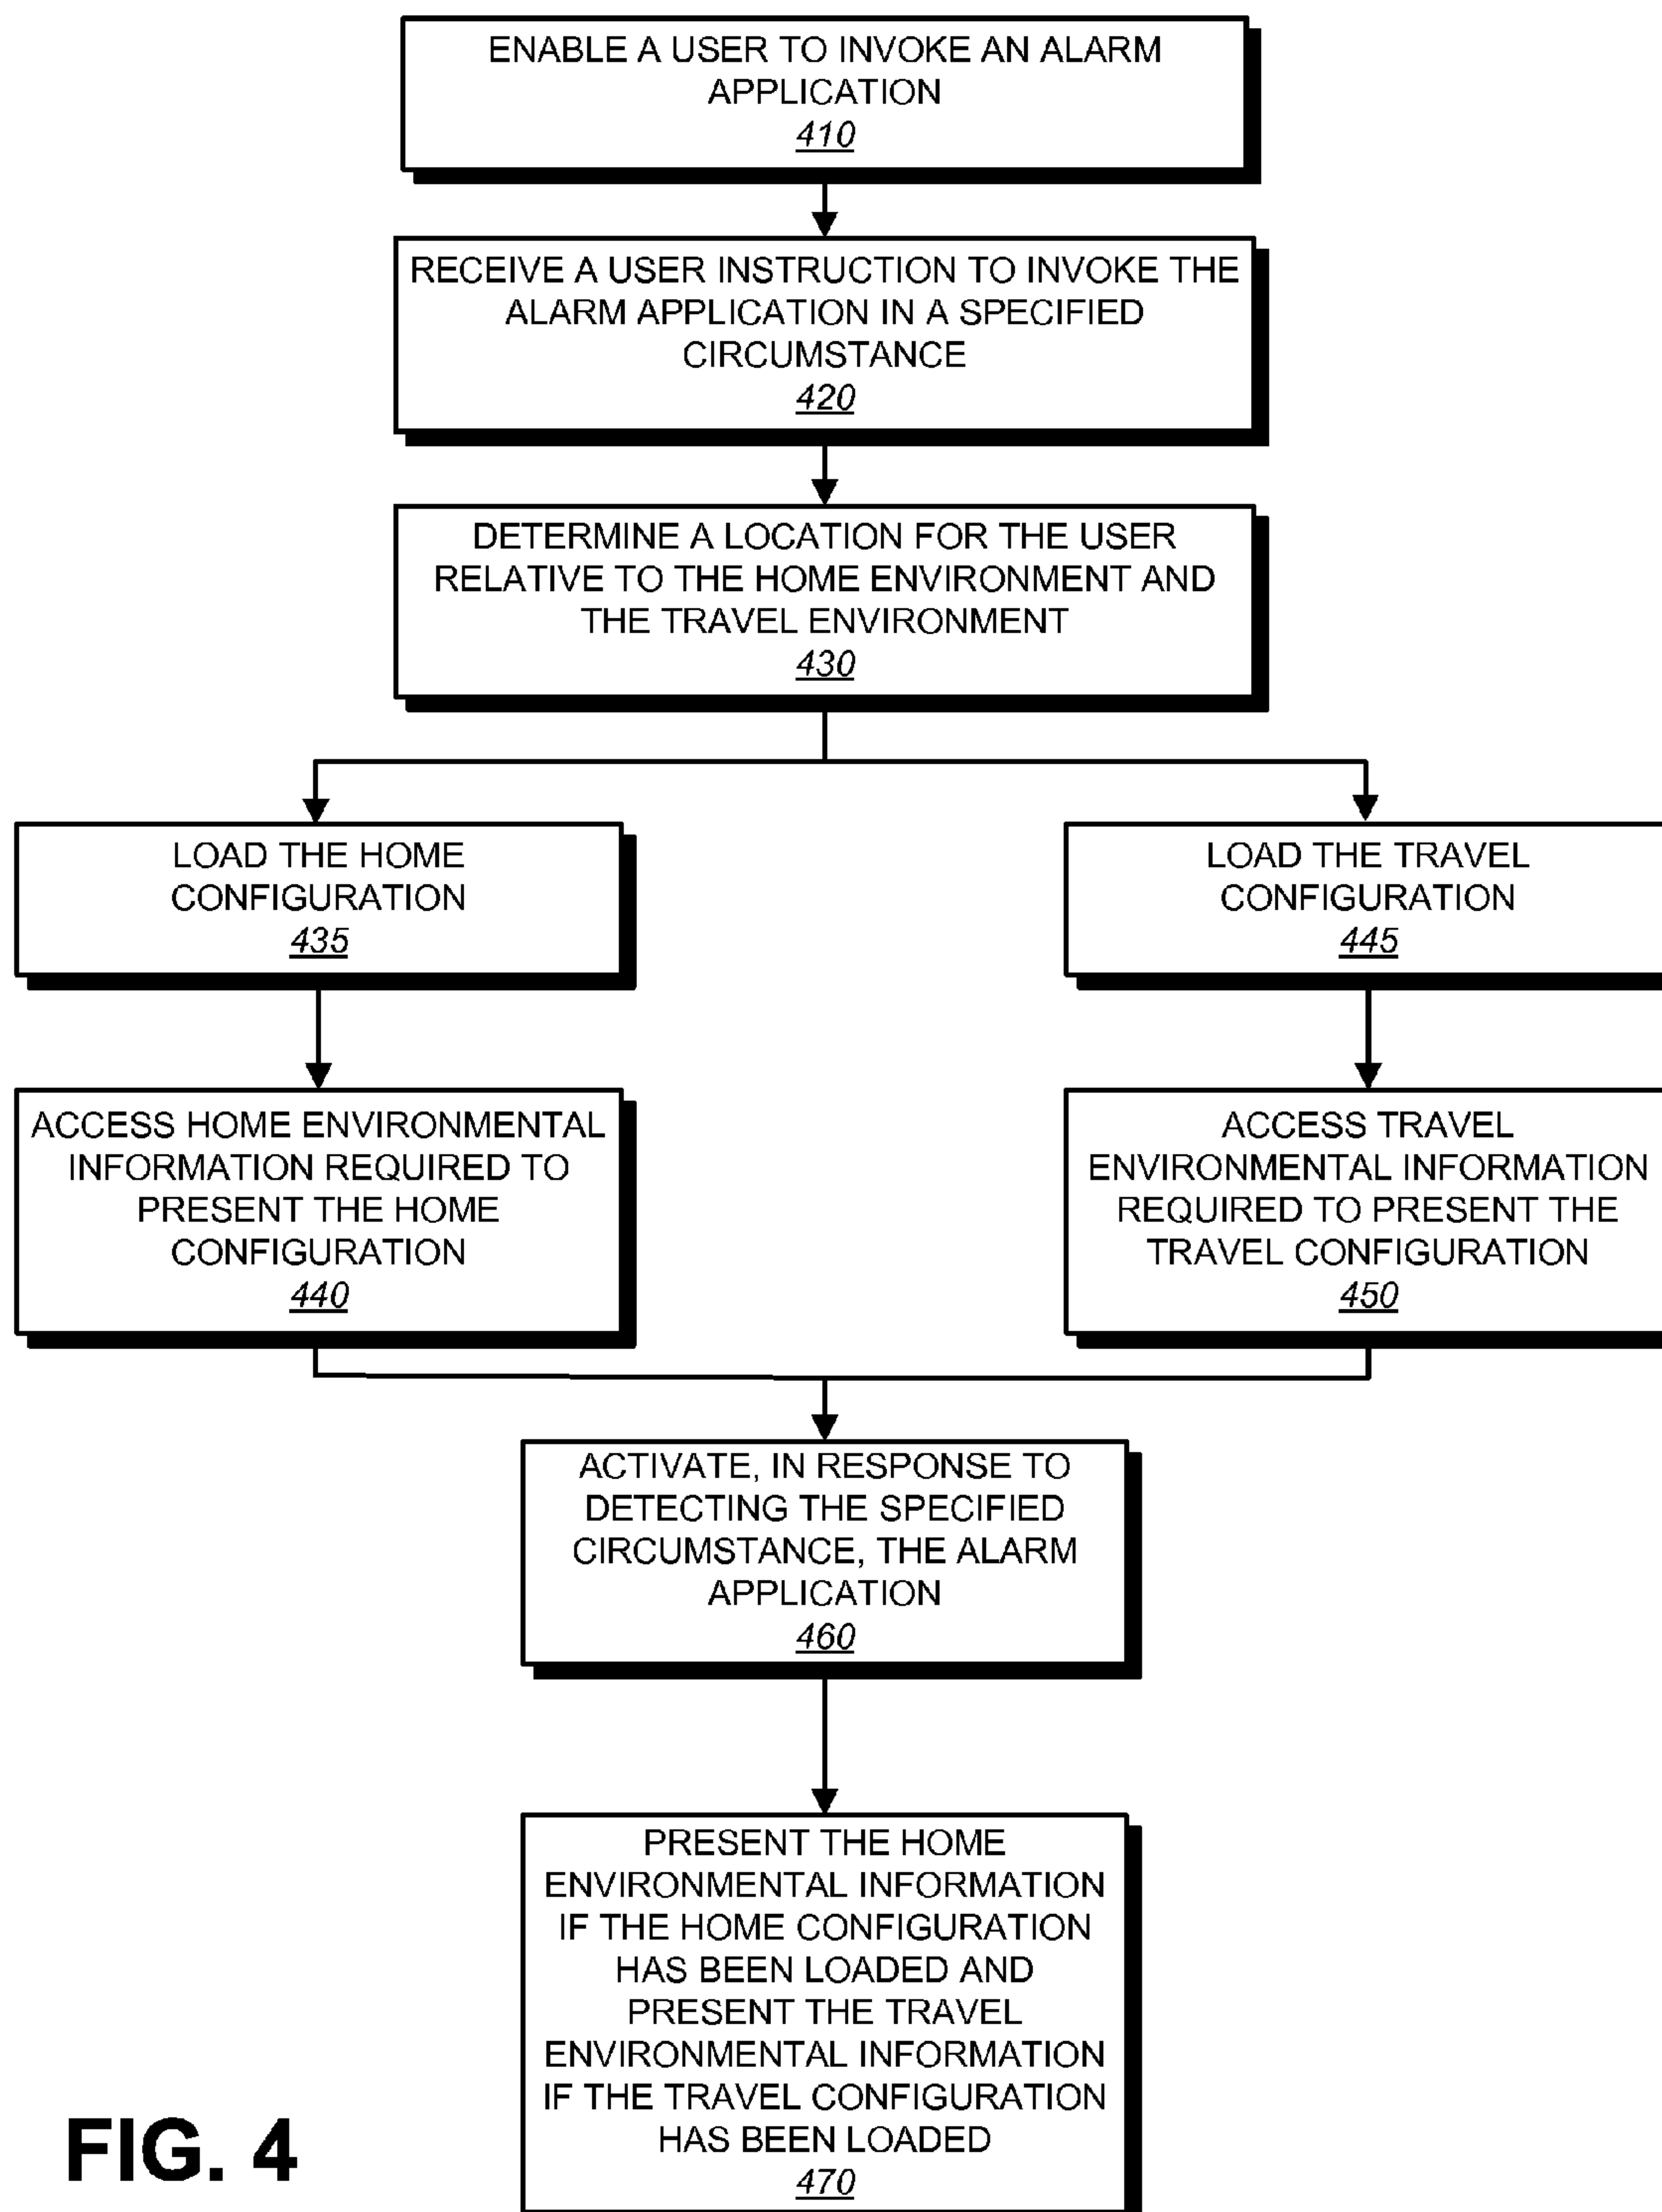 ENABLE A USER TO INVOKE AN ALARM
APPLICATION
410
RECEIVE A USER INSTRUCTION TO INVOKE THE
ALARM APPLICATION IN A SPECIFIED
CIRCUMSTANCE
420
DETERMINE A LOCATION FOR THE USER
RELATIVE TO THE HOME ENVIRONMENT AND
THE TRAVEL ENVIRONMENT
430
LOAD THE HOME
CONFIGURATION
435
LOAD THE TRAVEL
CONFIGURATION
445
ACCESS HOME ENVIRONMENTAL
INFORMATION REQUIRED TO
PRESENT THE HOME
CONFIGURATION
440
ACCESS TRAVEL
ENVIRONMENTAL INFORMATION
REQUIRED TO PRESENT THE
TRAVEL CONFIGURATION
450
ACTIVATE, IN RESPONSE TO
DETECTING THE SPECIFIED
CIRCUMSTANCE, THE ALARM
APPLICATION
460
PRESENT THE HOME
ENVIRONMENTAL INFORMATION
IF THE HOME CONFIGURATION
HAS BEEN LOADED AND
PRESENT THE TRAVEL
ENVIRONMENTAL INFORMATION
IF THE TRAVEL CONFIGURATION
HAS BEEN LOADED
470
FIG. 4